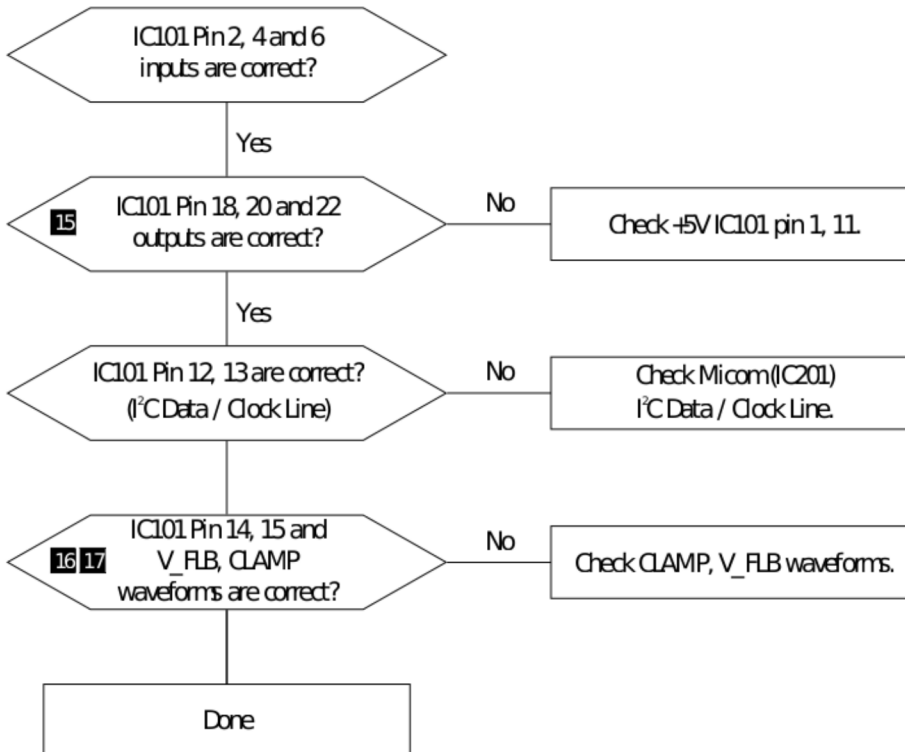 IC101 Pin 2, 4 and 6
inputs are correct?
Yes
15
IC101 Pin 18, 20 and 22
outputs are correct?
No
Check +5V IC101 pin 1, 11.
Yes
IC101 Pin 12, 13 are correct?
(I²C Data / Clock Line)
No
Check Micom (IC201)
I²C Data / Clock Line.
16 17
IC101 Pin 14, 15 and
V_FLB, CLAMP
waveforms are correct?
No
Check CLAMP, V_FLB waveforms.
Done